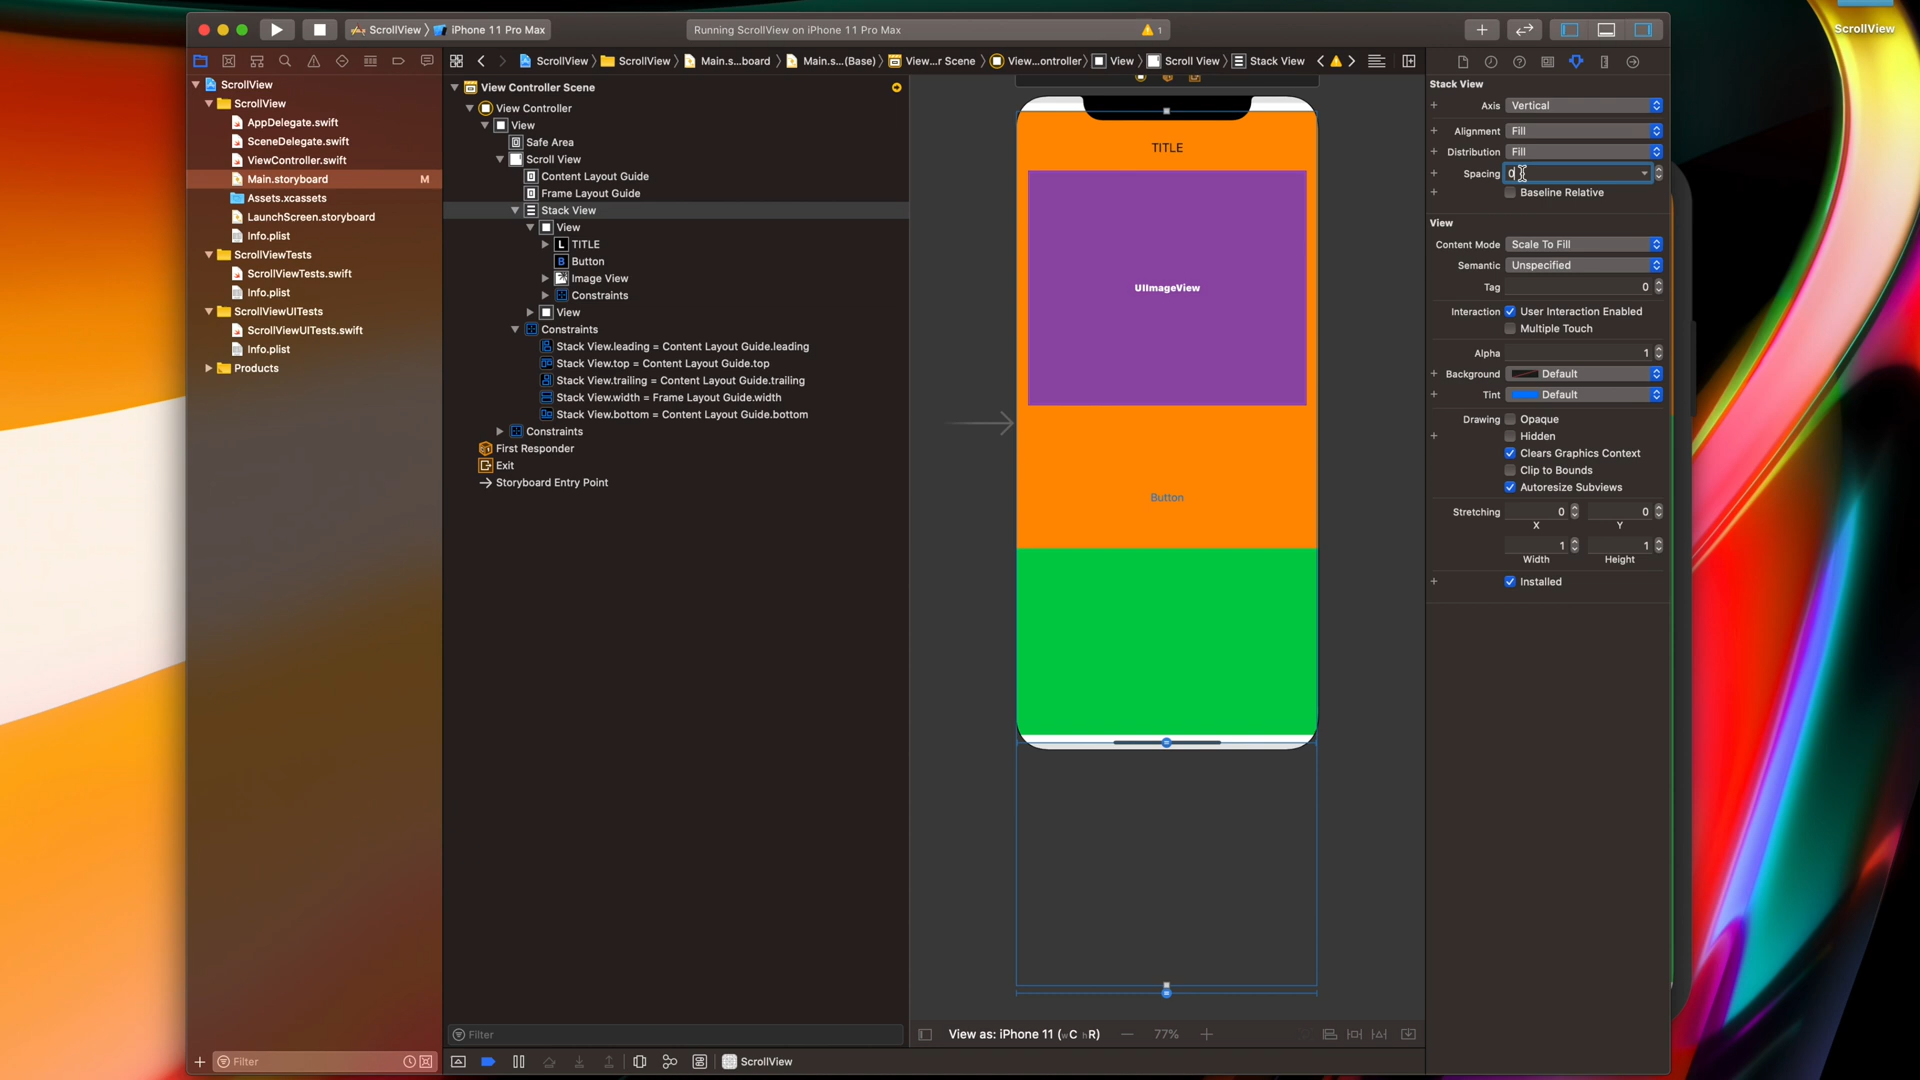 ScrollView
ScrollView 〉 iPhone 11 Pro Max
Running ScrollView on iPhone 11 Pro Max
1
ScrollView 〉 ScrollView 〉 Main.s...board 〉 Main.s...(Base) 〉 View...r Scene 〉 View...ontroller 〉 View 〉 Scroll View 〉 Stack View
ScrollView
ScrollView
AppDelegate.swift
SceneDelegate.swift
ViewController.swift
Main.storyboard M
Assets.xcassets
LaunchScreen.storyboard
Info.plist
ScrollViewTests
ScrollViewTests.swift
Info.plist
ScrollViewUITests
ScrollViewUITests.swift
Info.plist
Products
Filter
View Controller Scene
View Controller
View
Safe Area
Scroll View
Content Layout Guide
Frame Layout Guide
Stack View
View
L TITLE
B Button
Image View
Constraints
View
Constraints
Stack View.leading = Content Layout Guide.leading
Stack View.top = Content Layout Guide.top
Stack View.trailing = Content Layout Guide.trailing
Stack View.width = Frame Layout Guide.width
Stack View.bottom = Content Layout Guide.bottom
Constraints
First Responder
Exit
Storyboard Entry Point
Filter
ScrollView
TITLE
UIImageView
Button
View as: iPhone 11 (wC hR)
77%
Stack View
Axis Vertical
Alignment Fill
Distribution Fill
Spacing 0
Baseline Relative
View
Content Mode Scale To Fill
Semantic Unspecified
Tag 0
Interaction User Interaction Enabled
Multiple Touch
Alpha 1
Background Default
Tint Default
Drawing Opaque
Hidden
Clears Graphics Context
Clip to Bounds
Autoresize Subviews
Stretching 0 0
X Y
1 1
Width Height
Installed